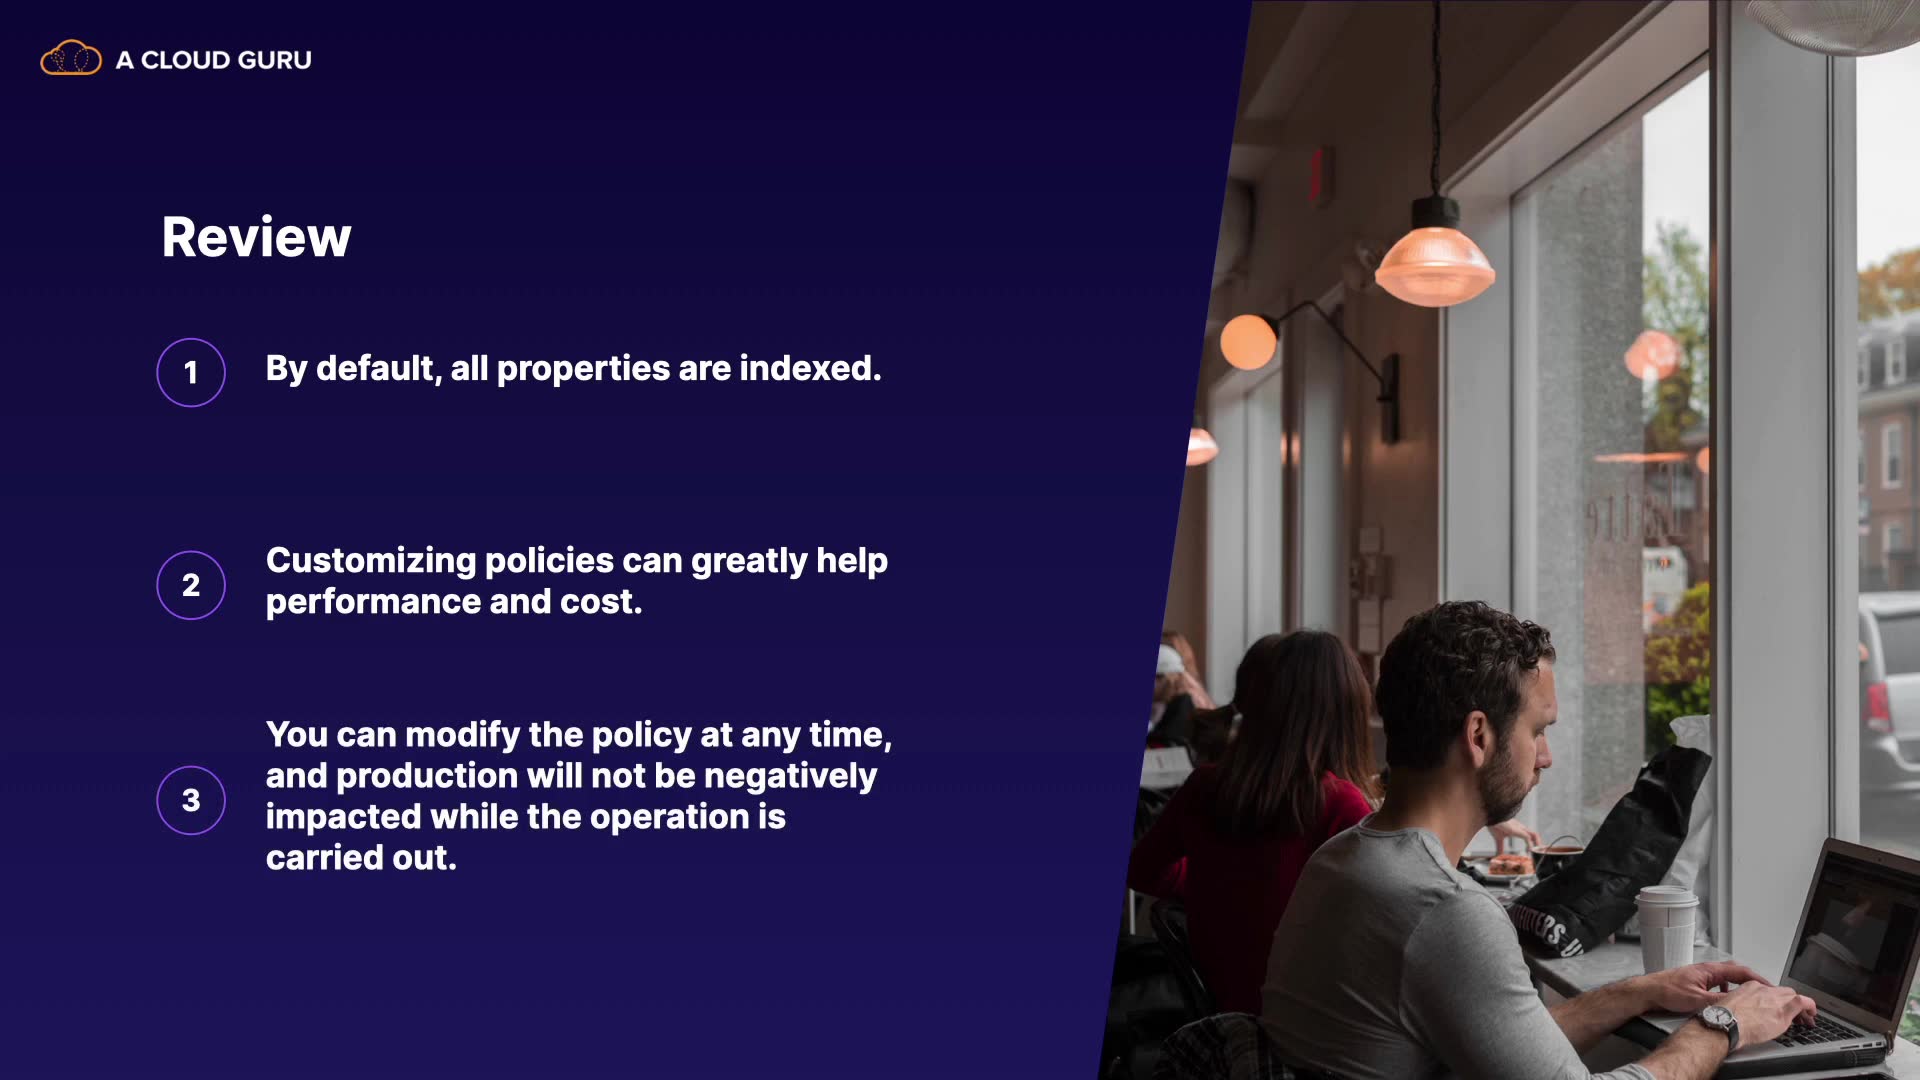 A CLOUD GURU
Review
1
By default, all properties are indexed.
2
Customizing policies can greatly help
performance and cost.
3
You can modify the policy at any time,
and production will not be negatively
impacted while the operation is
carried out.